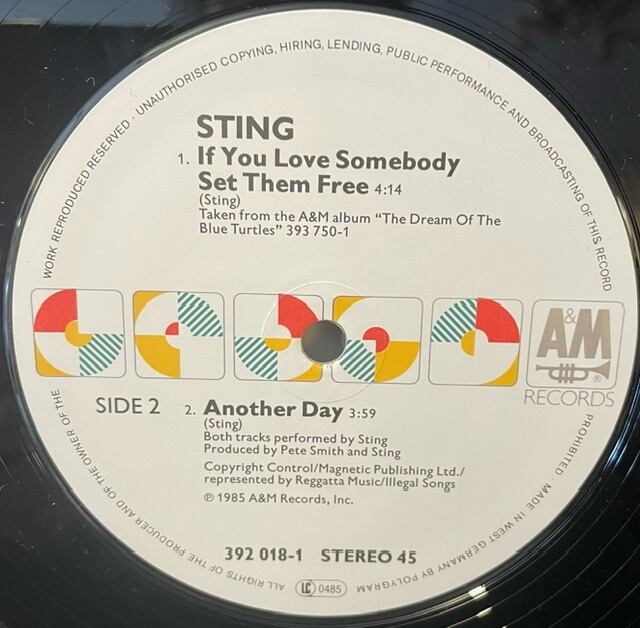 STING
1. If You Love Somebody
Set Them Free 4:14
(Sting)
Taken from the A&M album “The Dream Of The
Blue Turtles” 393 750-1
A&M
®
RECORDS
SIDE 2
2. Another Day 3:59
(Sting)
Both tracks performed by Sting
Produced by Pete Smith and Sting
Copyright Control/Magnetic Publishing Ltd./
represented by Reggatta Music/Illegal Songs
℗ 1985 A&M Records, Inc.
392 018-1 STEREO 45
ALL RIGHTS OF THE PRODUCER AND OF THE OWNER OF THE WORK REPRODUCED RESERVED · UNAUTHORISED COPYING, HIRING, LENDING, PUBLIC PERFORMANCE AND BROADCASTING OF THIS RECORD PROHIBITED MADE IN WEST GERMANY BY POLYGRAM
LC 0485